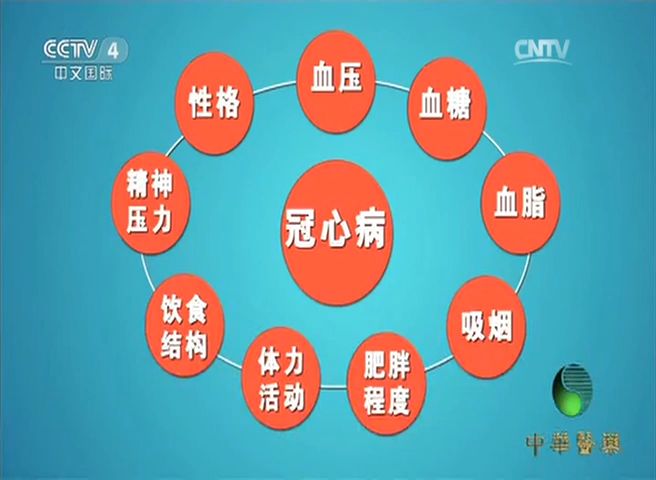 CCTV 4
中文国际
CNTV
血压
性格
血糖
精神
压力
血脂
冠心病
饮食
结构
吸烟
体力
活动
肥胖
程度
中華醫藥